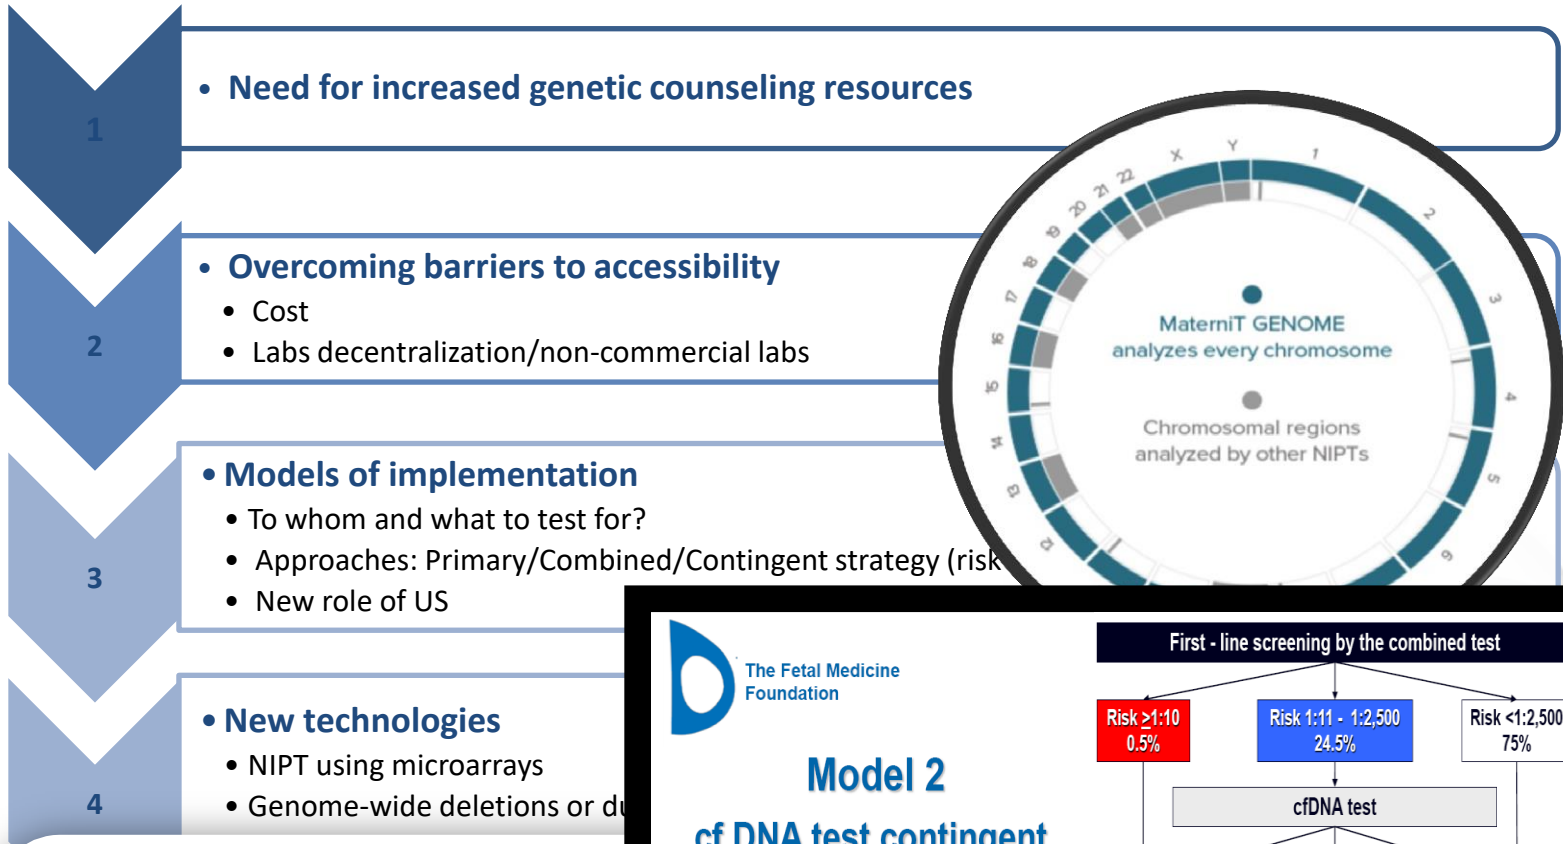 1
• Need for increased genetic counseling resources
2
• Overcoming barriers to accessibility
• Cost
• Labs decentralization/non-commercial labs
3
• Models of implementation
• To whom and what to test for?
• Approaches: Primary/Combined/Contingent strategy (risk
• New role of US
4
• New technologies
• NIPT using microarrays
• Genome-wide deletions or du
X
Y
1
2
3
4
5
6
12
13
14
15
16
17
18
19
20
21
22
MaterniT GENOME
analyzes every chromosome
Chromosomal regions
analyzed by other NIPTs
The Fetal Medicine
Foundation
Model 2
cf DNA test contingent
First - line screening by the combined test
Risk ≥1:10
0.5%
Risk 1:11 - 1:2,500
24.5%
Risk <1:2,500
75%
cfDNA test